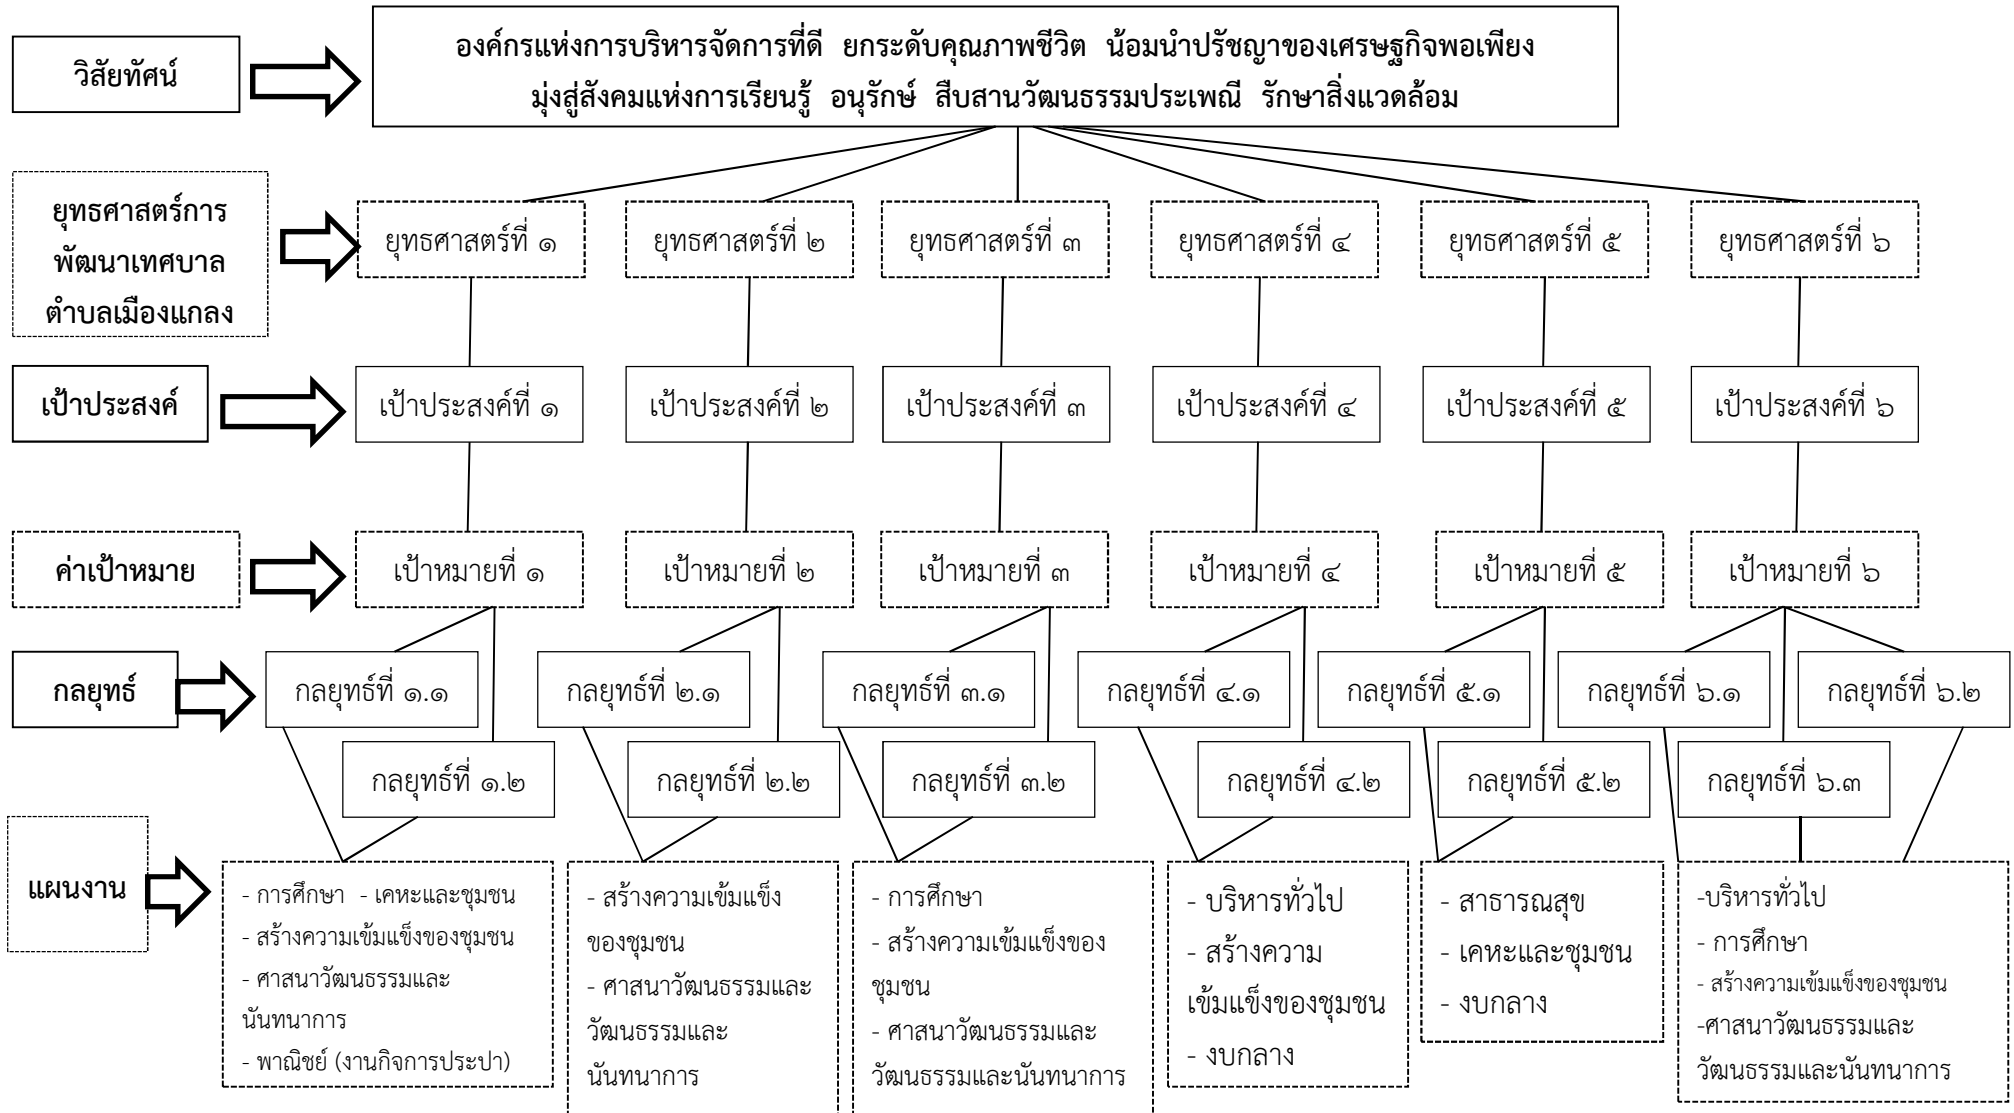 วิสัยทัศน์
องค์กรแห่งการบริหารจัดการที่ดี ยกระดับคุณภาพชีวิต น้อมนำปรัชญาของเศรษฐกิจพอเพียง
มุ่งสู่สังคมแห่งการเรียนรู้ อนุรักษ์ สืบสานวัฒนธรรมประเพณี รักษาสิ่งแวดล้อม
ยุทธศาสตร์การ
พัฒนาเทศบาล
ตำบลเมืองแกลง
ยุทธศาสตร์ที่ ๑
ยุทธศาสตร์ที่ ๒
ยุทธศาสตร์ที่ ๓
ยุทธศาสตร์ที่ ๔
ยุทธศาสตร์ที่ ๕
ยุทธศาสตร์ที่ ๖
เป้าประสงค์
เป้าประสงค์ที่ ๑
เป้าประสงค์ที่ ๒
เป้าประสงค์ที่ ๓
เป้าประสงค์ที่ ๔
เป้าประสงค์ที่ ๕
เป้าประสงค์ที่ ๖
ค่าเป้าหมาย
เป้าหมายที่ ๑
เป้าหมายที่ ๒
เป้าหมายที่ ๓
เป้าหมายที่ ๔
เป้าหมายที่ ๕
เป้าหมายที่ ๖
กลยุทธ์
กลยุทธ์ที่ ๑.๑
กลยุทธ์ที่ ๒.๑
กลยุทธ์ที่ ๓.๑
กลยุทธ์ที่ ๔.๑
กลยุทธ์ที่ ๕.๑
กลยุทธ์ที่ ๖.๑
กลยุทธ์ที่ ๖.๒
กลยุทธ์ที่ ๑.๒
กลยุทธ์ที่ ๒.๒
กลยุทธ์ที่ ๓.๒
กลยุทธ์ที่ ๔.๒
กลยุทธ์ที่ ๕.๒
กลยุทธ์ที่ ๖.๓
แผนงาน
- การศึกษา - เคหะและชุมชน
- สร้างความเข้มแข็งของชุมชน
- ศาสนาวัฒนธรรมและ
นันทนาการ
- พาณิชย์ (งานกิจการประปา)
- สร้างความเข้มแข็ง
ของชุมชน
- ศาสนาวัฒนธรรมและ
วัฒนธรรมและ
นันทนาการ
- การศึกษา
- สร้างความเข้มแข็งของ
ชุมชน
- ศาสนาวัฒนธรรมและ
วัฒนธรรมและนันทนาการ
- บริหารทั่วไป
- สร้างความ
เข้มแข็งของชุมชน
- งบกลาง
- สาธารณสุข
- เคหะและชุมชน
- งบกลาง
-บริหารทั่วไป
- การศึกษา
- สร้างความเข้มแข็งของชุมชน
-ศาสนาวัฒนธรรมและ
วัฒนธรรมและนันทนาการ